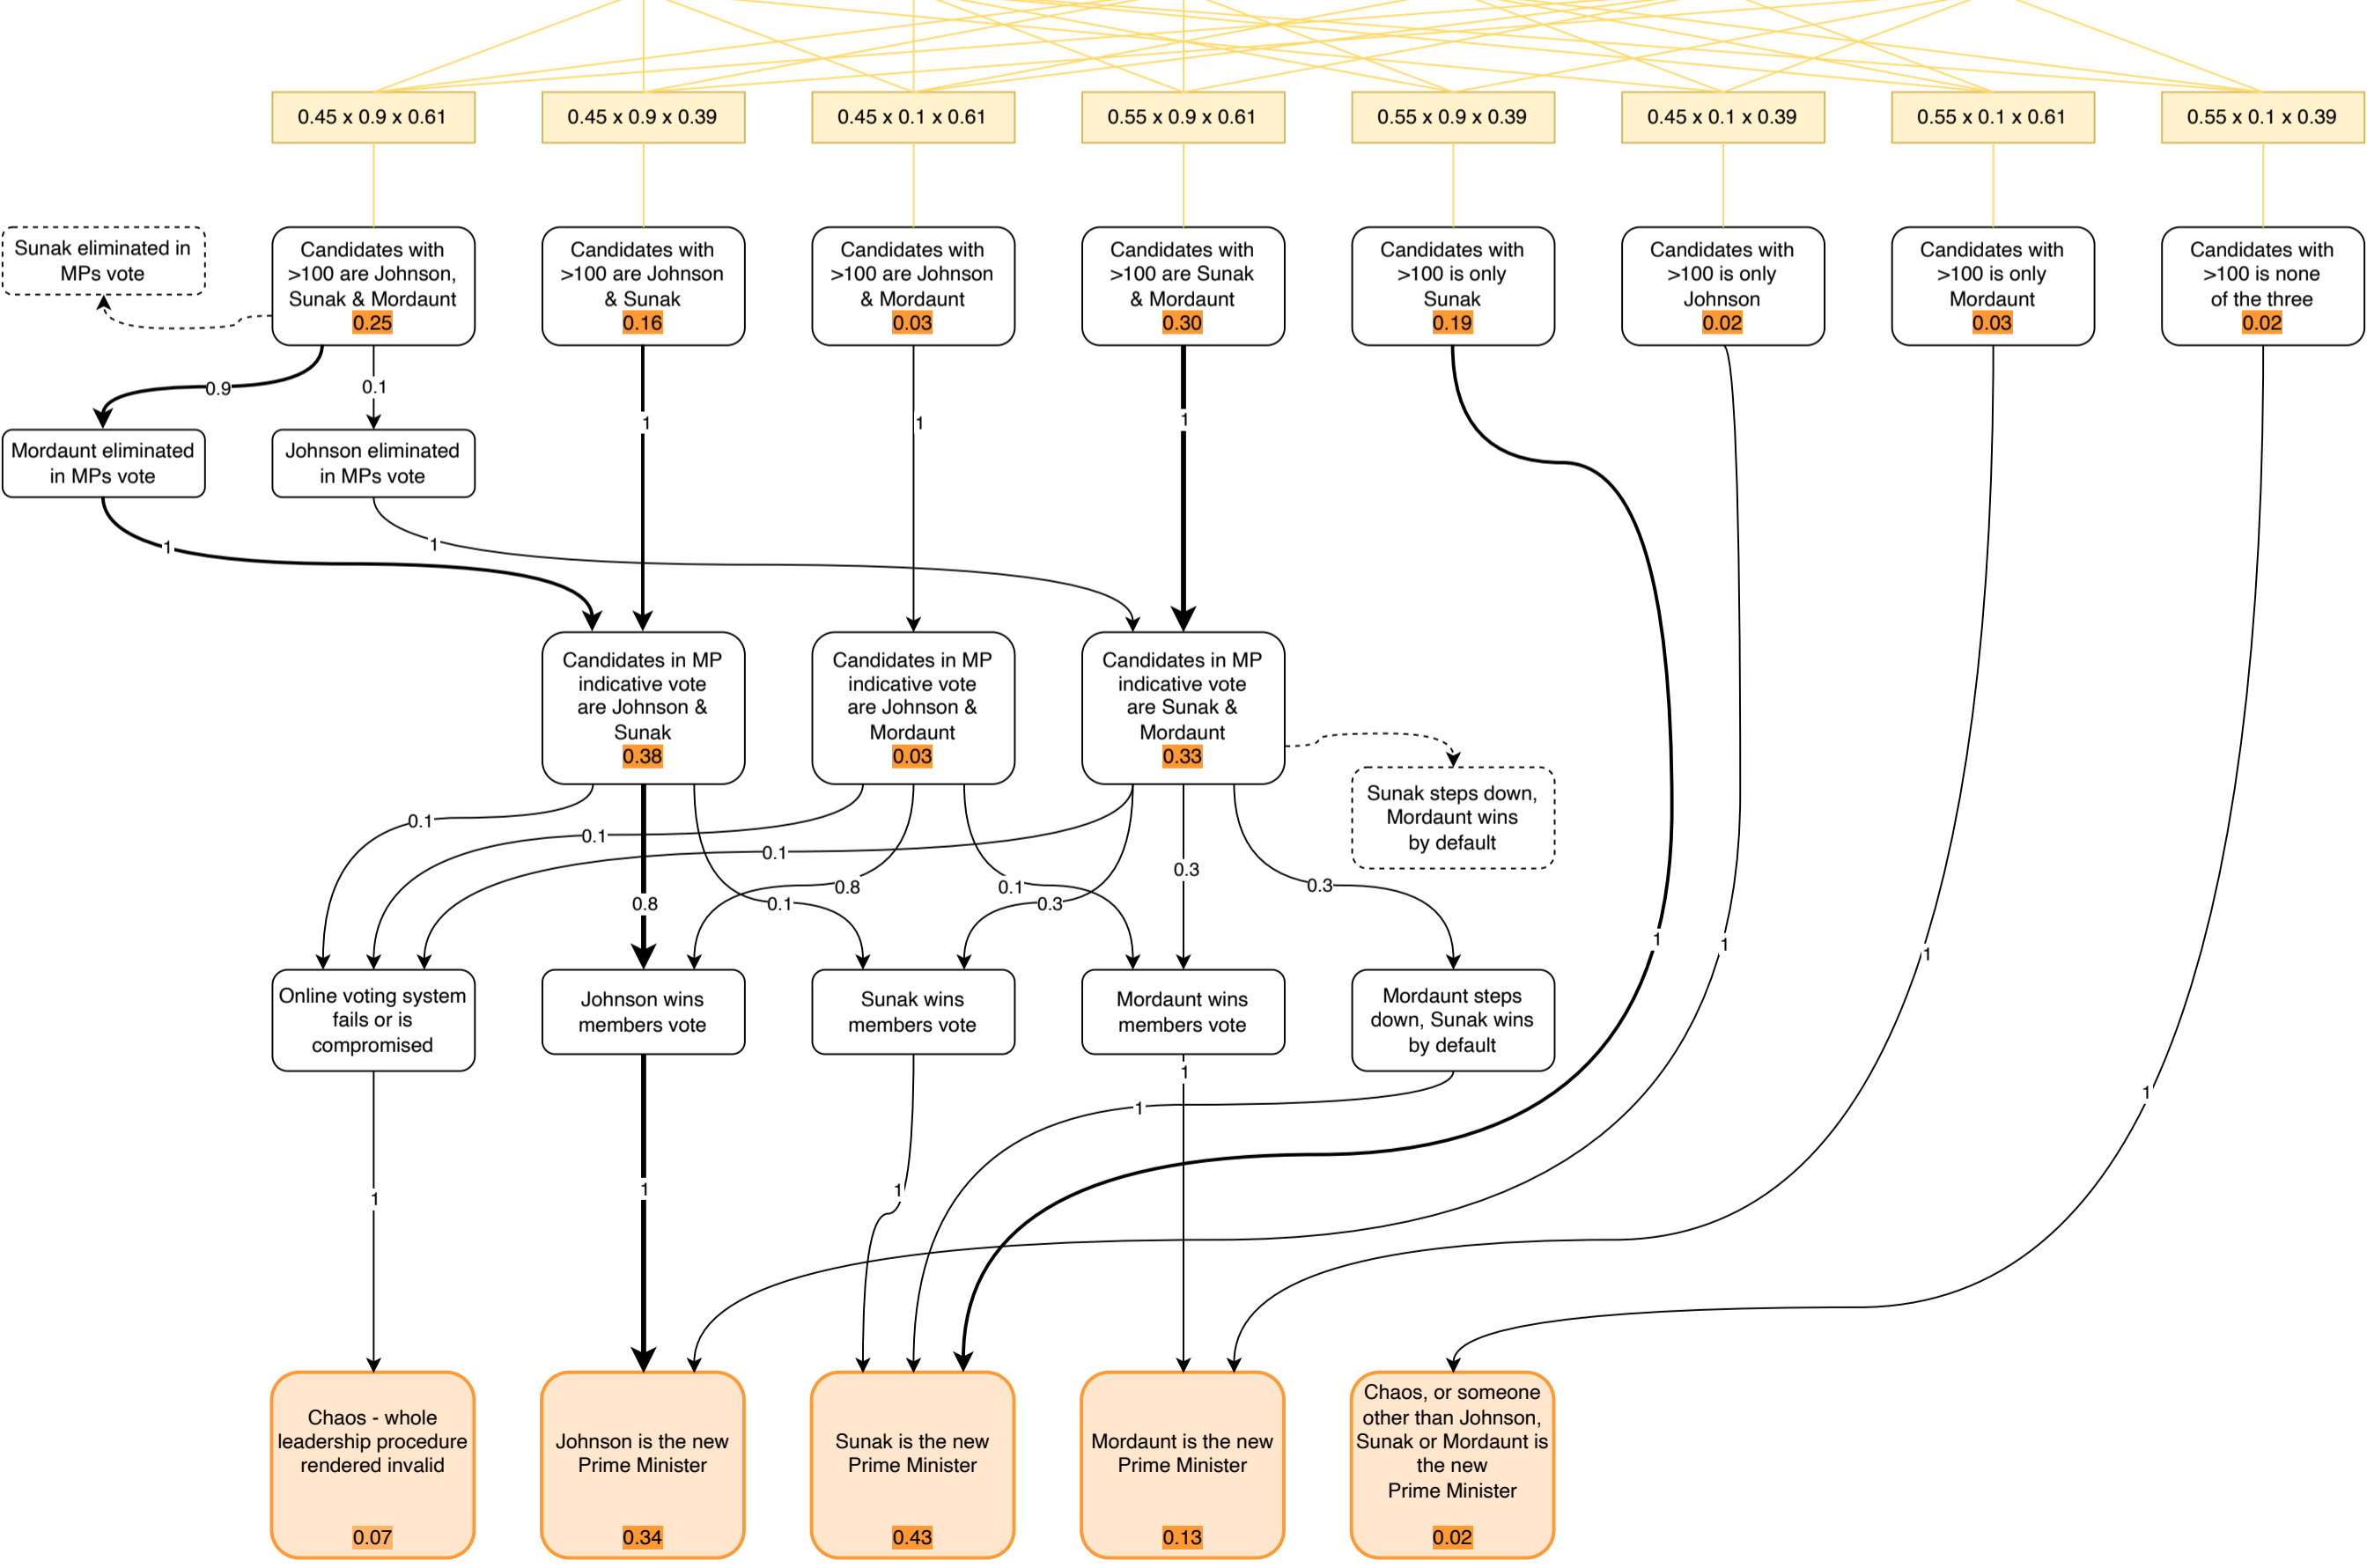 0.45 x 0.9 x 0.61
0.45 x 0.9 x 0.39
0.45 x 0.1 x 0.61
0.55 x 0.9 x 0.61
0.55 x 0.9 x 0.39
0.45 x 0.1 x 0.39
0.55 x 0.1 x 0.61
0.55 x 0.1 x 0.39
Sunak eliminated in
MPs vote
Candidates with
>100 are Johnson,
Sunak & Mordaunt
0.25
Candidates with
>100 are Johnson
& Sunak
0.16
Candidates with
>100 are Johnson
& Mordaunt
0.03
Candidates with
>100 are Sunak
& Mordaunt
0.30
Candidates with
>100 is only
Sunak
0.19
Candidates with
>100 is only
Johnson
0.02
Candidates with
>100 is only
Mordaunt
0.03
Candidates with
>100 is none
of the three
0.02
0.9
0.1
1
1
1
Mordaunt eliminated
in MPs vote
Johnson eliminated
in MPs vote
1
1
Candidates in MP
indicative vote
are Johnson &
Sunak
0.38
Candidates in MP
indicative vote
are Johnson &
Mordaunt
0.03
Candidates in MP
indicative vote
are Sunak &
Mordaunt
0.33
Sunak steps down,
Mordaunt wins
by default
0.1
0.1
0.1
0.8
0.8
0.1
0.1
0.3
0.3
0.3
1
1
1
1
Online voting system
fails or is
compromised
Johnson wins
members vote
Sunak wins
members vote
Mordaunt wins
members vote
Mordaunt steps
down, Sunak wins
by default
1
1
1
1
1
Chaos - whole
leadership procedure
rendered invalid
0.07
Johnson is the new
Prime Minister
0.34
Sunak is the new
Prime Minister
0.43
Mordaunt is the new
Prime Minister
0.13
Chaos, or someone
other than Johnson,
Sunak or Mordaunt is
the new
Prime Minister
0.02